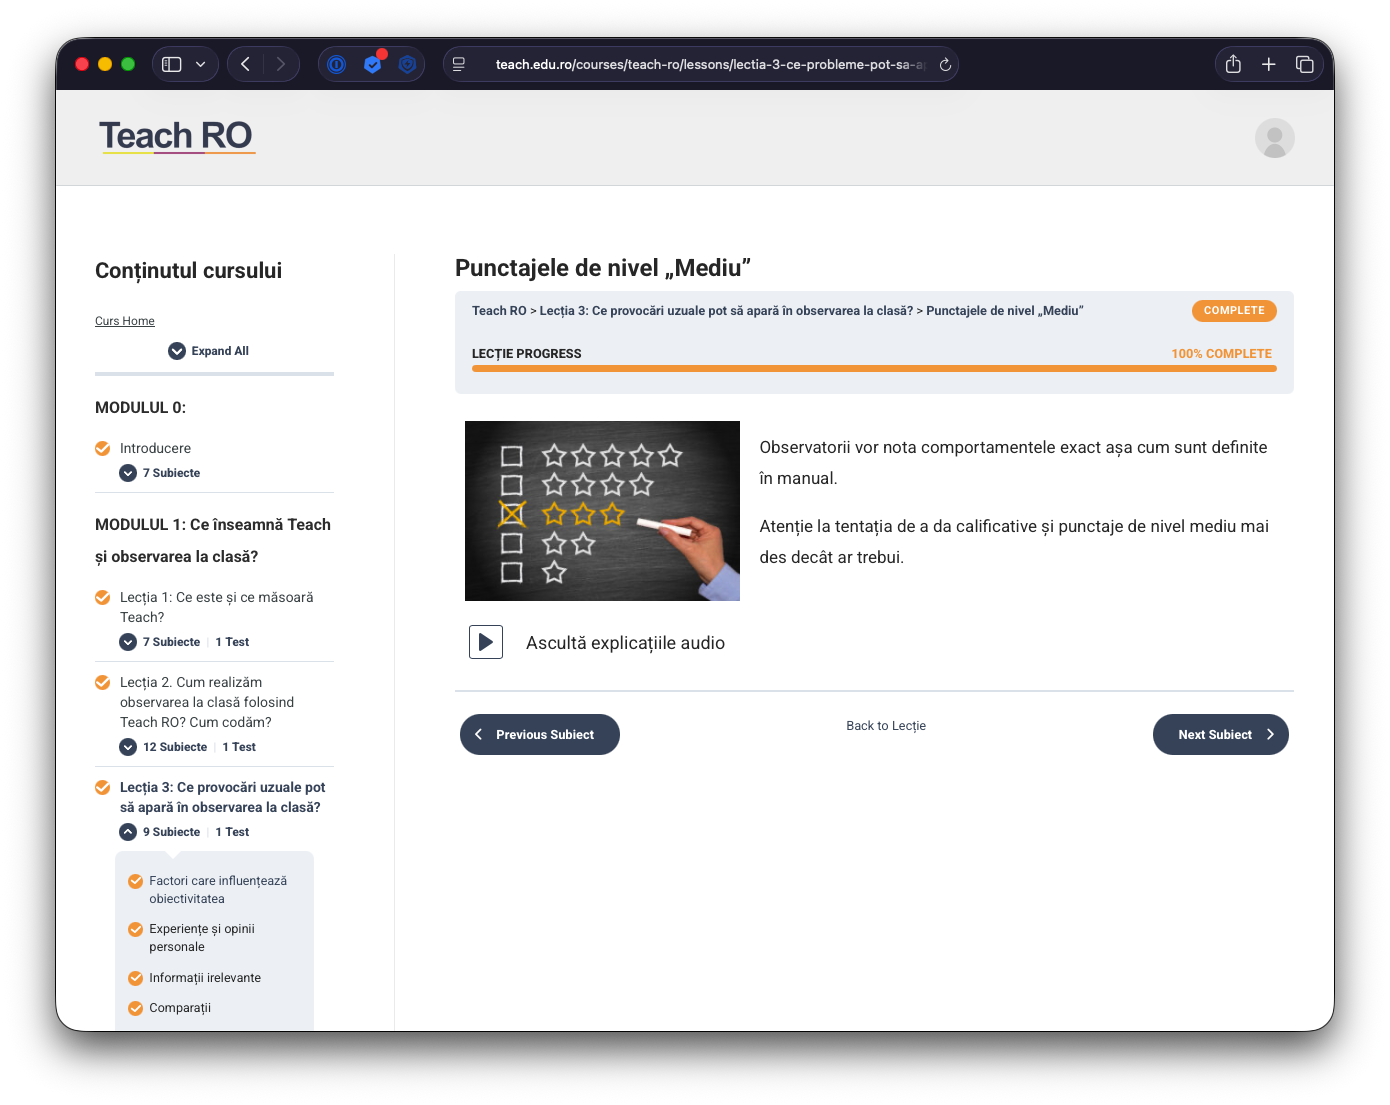 teach.edu.ro/courses/teach-ro/lessons/lectia-3-ce-probleme-pot-sa-a
Teach RO
Conținutul cursului
Curs Home
Expand All
MODULUL 0:
Introducere
7 Subiecte
MODULUL 1: Ce înseamnă Teach
și observarea la clasă?
Lecția 1: Ce este și ce măsoară
Teach?
7 Subiecte | 1 Test
Lecția 2. Cum realizăm
observarea la clasă folosind
Teach RO? Cum codăm?
12 Subiecte | 1 Test
Lecția 3: Ce provocări uzuale pot
să apară în observarea la clasă?
9 Subiecte | 1 Test
Factori care influențează
obiectivitatea
Experiențe și opinii
personale
Informații irelevante
Comparații
Punctajele de nivel „Mediu”
Teach RO > Lecția 3: Ce provocări uzuale pot să apară în observarea la clasă? > Punctajele de nivel „Mediu”
COMPLETE
LECȚIE PROGRESS
100% COMPLETE
Observatorii vor nota comportamentele exact așa cum sunt definite
în manual.
Atenție la tentația de a da calificative și punctaje de nivel mediu mai
des decât ar trebui.
Ascultă explicațiile audio
Previous Subiect
Back to Lecție
Next Subiect